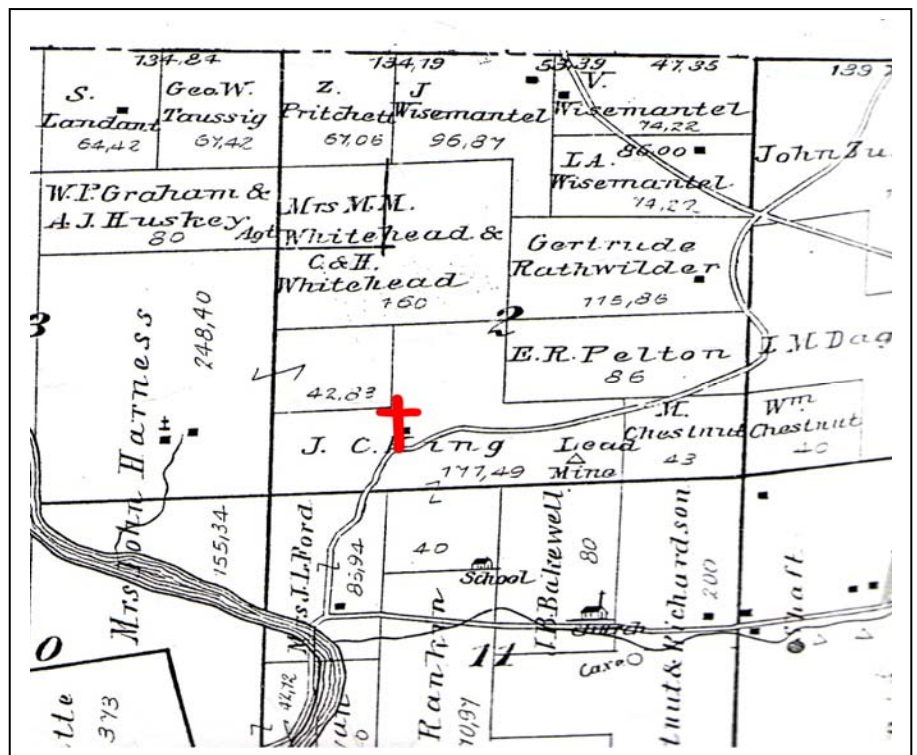 134,84
134,19
53.39
47.35
S.
Landant
64,42
Geo.W.
Taussig
67,42
Z.
Pritchett
67,06
J
Wisemantel
96,87
V.
Wisemantel
74,22
I.A. 86.00
Wisemantel
74,22
John Zu
W.P. Graham &
A.J. Huskey Agt
80
Mrs M.M.
Whitehead &
C. & H.
Whitehead
160
Gertrude
Rathwilder
115,86
3
2
E.R. Pelton
86
I M Dag
Mrs John Harness
248,40
155,34
42,83
J. C. King
177,49
Lead
Mine
M.
Chestnut
43
Wm
Chestnut
40
Mrs. J.L. Ford
40
School
J.B. Bakewell
80
Church
Cave
tnut & Richardson
200
Shaft
0
11
Rankin
70,97
42,12
tte
373